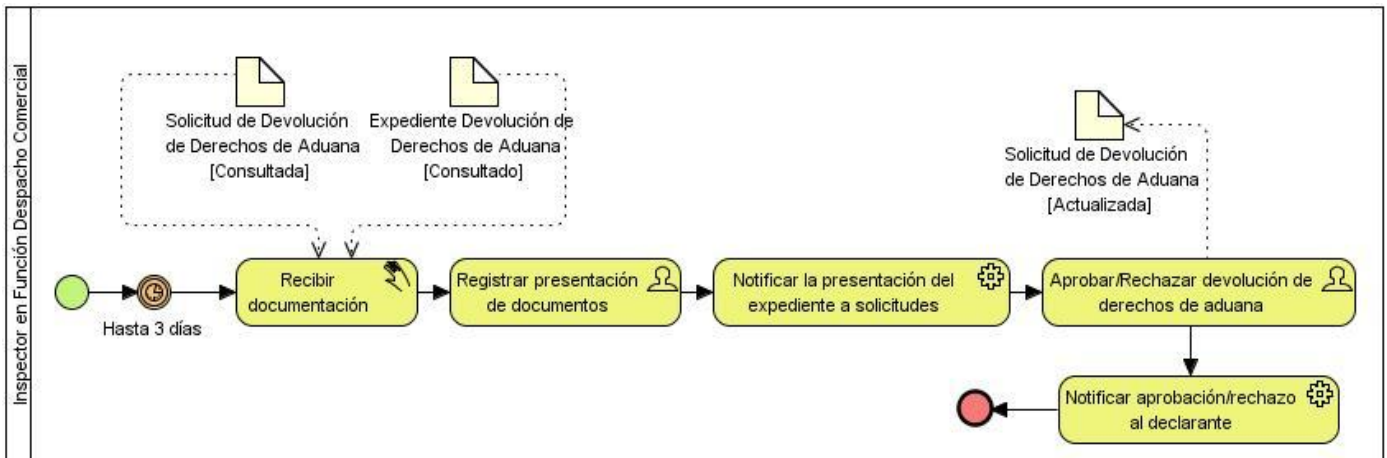 Inspector en Función Despacho Comercial
Solicitud de Devolución
de Derechos de Aduana
[Consultada]
Expediente Devolución de
Derechos de Aduana
[Consultado]
Solicitud de Devolución
de Derechos de Aduana
[Actualizada]
Hasta 3 días
Recibir
documentación
Registrar presentación
de documentos
Notificar la presentación del
expediente a solicitudes
Aprobar/Rechazar devolución de
derechos de aduana
Notificar aprobación/rechazo
al declarante